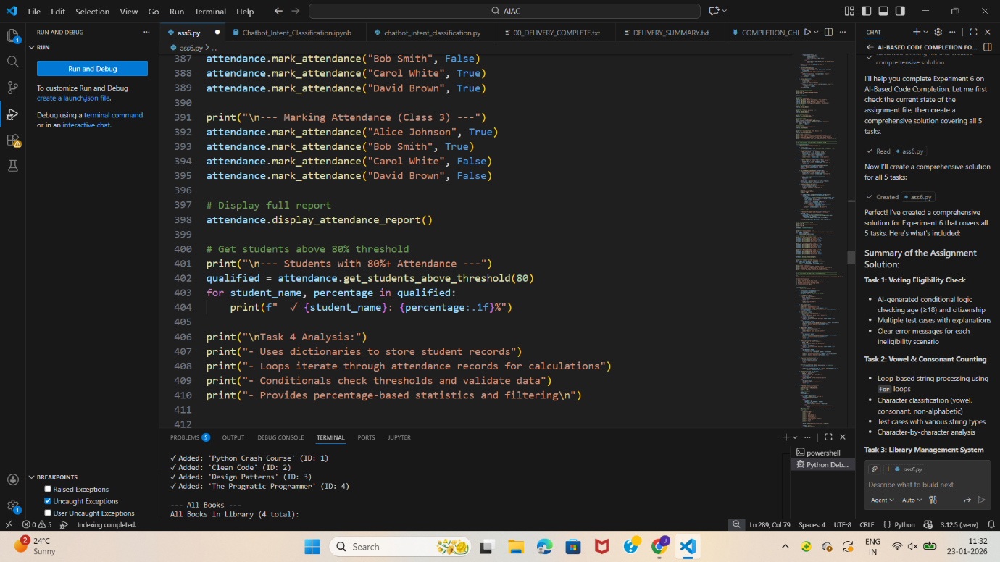 File Edit Selection View Go Run Terminal Help
AIAC
RUN AND DEBUG
RUN
Run and Debug
To customize Run and Debug
create a launch.json file.
Debug using a terminal command
or in an interactive chat.
BREAKPOINTS
Raised Exceptions
Uncaught Exceptions
User Uncaught Exceptions
ass6.py
Chatbot_Intent_Classification.ipynb
chatbot_intent_classification.py
00_DELIVERY_COMPLETE.txt
DELIVERY_SUMMARY.txt
COMPLETION_CHE
ass6.py > ...
387 attendance.mark_attendance("Bob Smith", False)
388 attendance.mark_attendance("Carol White", True)
389 attendance.mark_attendance("David Brown", True)
390
391 print("\n--- Marking Attendance (Class 3) ---")
392 attendance.mark_attendance("Alice Johnson", True)
393 attendance.mark_attendance("Bob Smith", True)
394 attendance.mark_attendance("Carol White", False)
395 attendance.mark_attendance("David Brown", False)
396
397 # Display full report
398 attendance.display_attendance_report()
399
400 # Get students above 80% threshold
401 print("\n--- Students with 80%+ Attendance ---")
402 qualified = attendance.get_students_above_threshold(80)
403 for student_name, percentage in qualified:
404     print(f"  ✓ {student_name}: {percentage:.1f}%")
405
406 print("\nTask 4 Analysis:")
407 print("- Uses dictionaries to store student records")
408 print("- Loops iterate through attendance records for calculations")
409 print("- Conditionals check thresholds and validate data")
410 print("- Provides percentage-based statistics and filtering\n")
411
412
PROBLEMS 5 OUTPUT DEBUG CONSOLE TERMINAL PORTS JUPYTER
✓ Added: 'Python Crash Course' (ID: 1)
✓ Added: 'Clean Code' (ID: 2)
✓ Added: 'Design Patterns' (ID: 3)
✓ Added: 'The Pragmatic Programmer' (ID: 4)
--- All Books ---
All Books in Library (4 total):
powershell
Python Deb...
CHAT
AI-BASED CODE COMPLETION FO...
Reviewed existing file and created
comprehensive solution
I'll help you complete Experiment 6 on
AI-Based Code Completion. Let me first
check the current state of the
assignment file, then create a
comprehensive solution covering all 5
tasks.
Read ass6.py
Now I'll create a comprehensive solution
for all 5 tasks:
Created ass6.py
Perfect! I've created a comprehensive
solution for Experiment 6 that covers all
5 tasks. Here's what's included:
Summary of the Assignment
Solution:
Task 1: Voting Eligibility Check
• AI-generated conditional logic
checking age (≥18) and citizenship
• Multiple test cases with explanations
• Clear error messages for each
ineligibility scenario
Task 2: Vowel & Consonant Counting
• Loop-based string processing using
for loops
• Character classification (vowel,
consonant, non-alphabetic)
• Test cases with various string types
• Character-by-character analysis
Task 3: Library Management System
+ ass6.py
Describe what to build next
Agent Auto
0 5 Indexing completed.
Ln 289, Col 79 Spaces: 4 UTF-8 CRLF { } Python 3.12.5 (.venv)
2
24°C
Sunny
Search
ENG
IN
11:32
23-01-2026